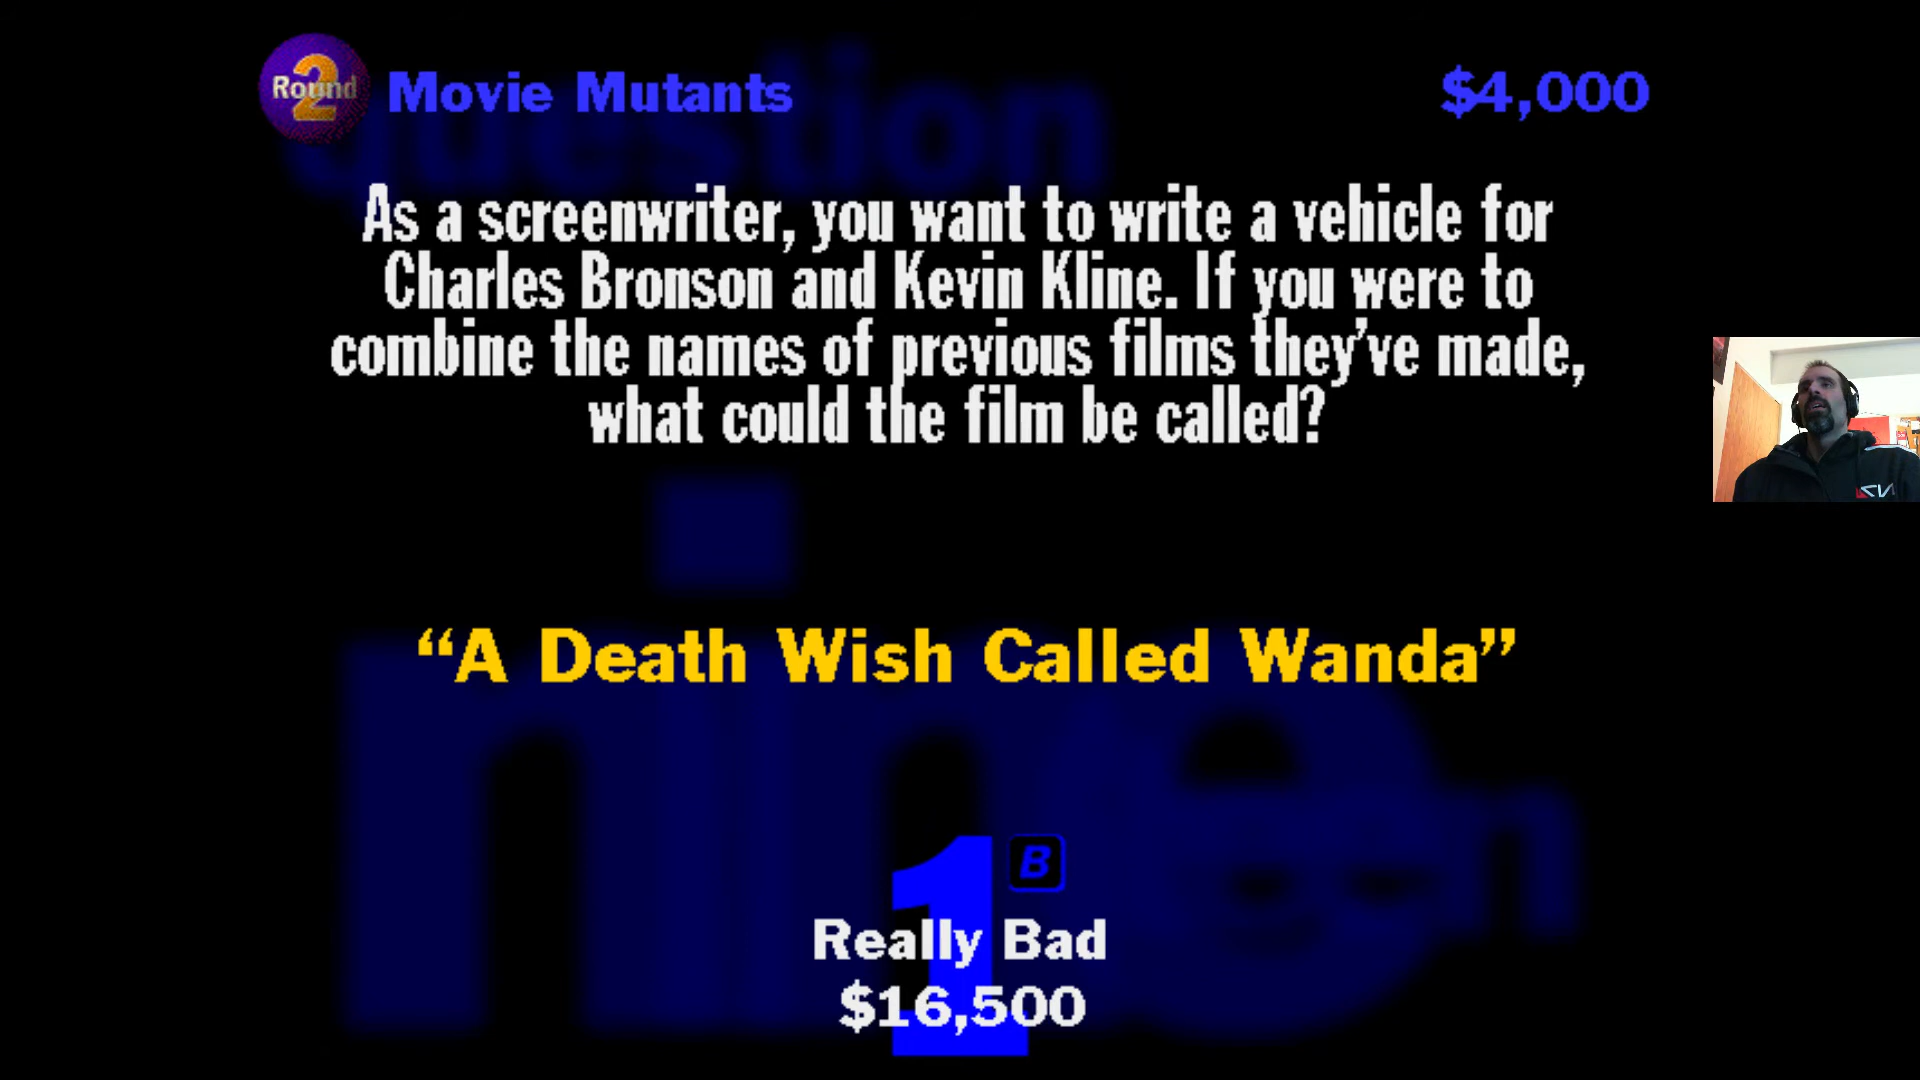 Round 2
Movie Mutants
$4,000
question
As a screenwriter, you want to write a vehicle for
Charles Bronson and Kevin Kline. If you were to
combine the names of previous films they've made,
what could the film be called?
“A Death Wish Called Wanda”
nine
1
B
Really Bad
$16,500